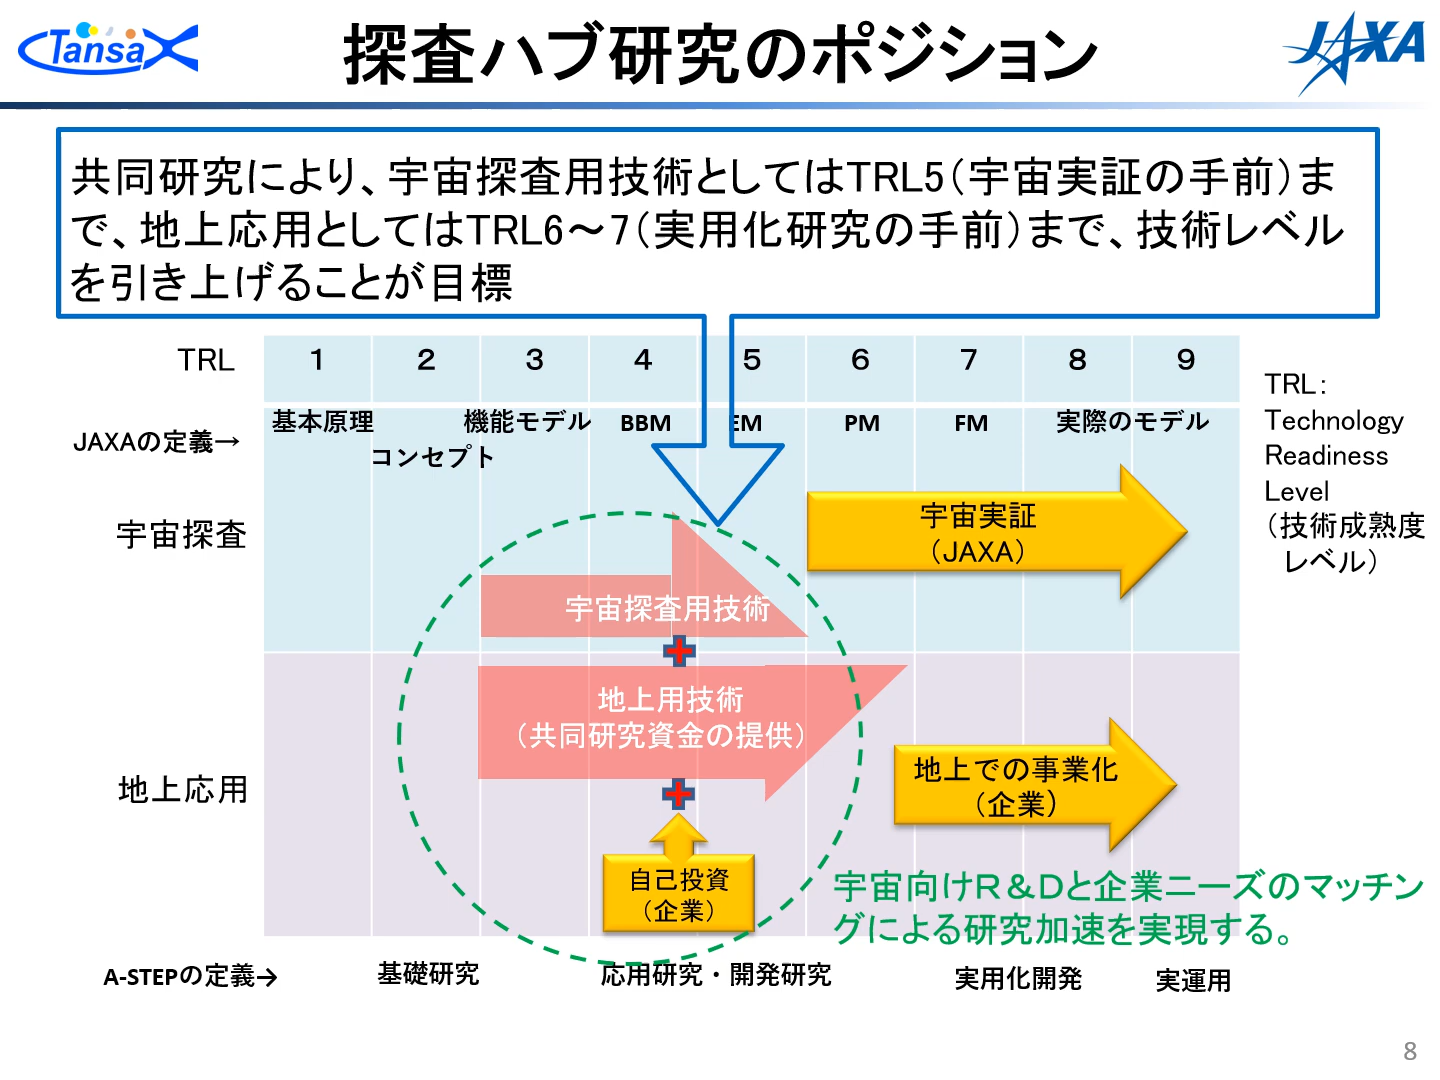 TansaX
探査ハブ研究のポジション
JAXA
共同研究により、宇宙探査用技術としてはTRL5（宇宙実証の手前）ま
で、地上応用としてはTRL6～7（実用化研究の手前）まで、技術レベル
を引き上げることが目標
TRL 1 2 3 4 5 6 7 8 9
JAXAの定義→
基本原理
コンセプト
機能モデル
BBM
EM
PM
FM
実際のモデル
TRL：
Technology
Readiness
Level
（技術成熟度
レベル）
宇宙探査
宇宙実証
（JAXA）
宇宙探査用技術
地上用技術
（共同研究資金の提供）
地上応用
地上での事業化
（企業）
自己投資
（企業）
宇宙向けR＆Dと企業ニーズのマッチン
グによる研究加速を実現する。
A-STEPの定義→
基礎研究
応用研究・開発研究
実用化開発
実運用
8